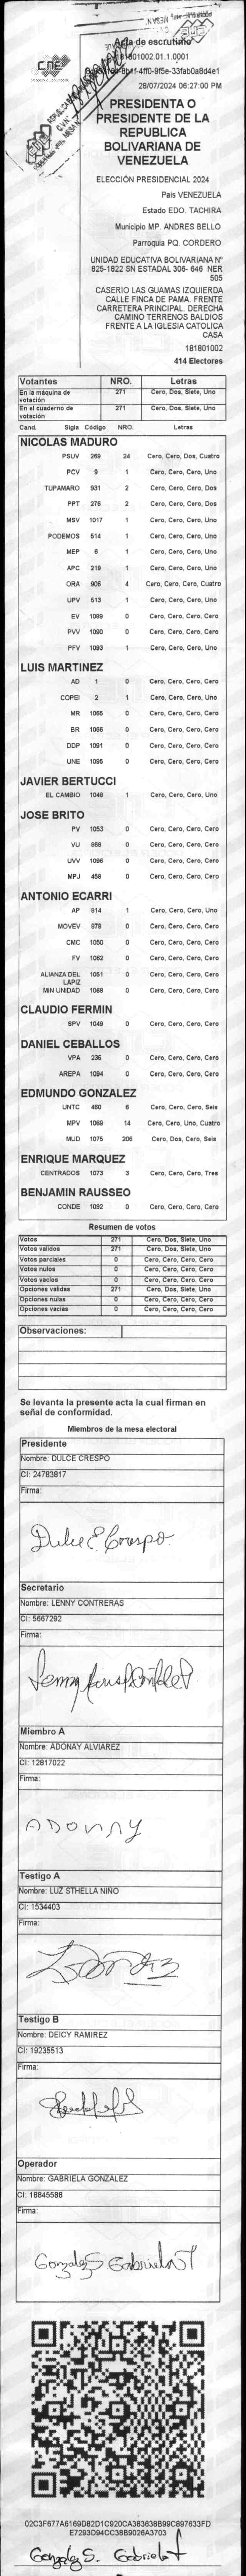 CNE
Acta de escrutinio
28/07/2024 06:27:00 PM
PRESIDENTA O
PRESIDENTE DE LA
REPUBLICA
BOLIVARIANA DE
VENEZUELA
ELECCIÓN PRESIDENCIAL 2024
Pais VENEZUELA
Estado EDO. TACHIRA
Municipio MP. ANDRES BELLO
Parroquia PQ. CORDERO
UNIDAD EDUCATIVA BOLIVARIANA N°
825-1822 SN ESTADAL 306- 646 NER
505
CASERIO LAS GUAMAS IZQUIERDA
CALLE FINCA DE PAMA. FRENTE
CARRETERA PRINCIPAL. DERECHA
CAMINO TERRENOS BALDIOS
FRENTE A LA IGLESIA CATOLICA
CASA
181801002
414 Electores
Votantes NRO. Letras
En la máquina de votación 271 Cero, Dos, Siete, Uno
En el cuaderno de votación 271 Cero, Dos, Siete, Uno
Cand. Sigla Código NRO. Letras
NICOLAS MADURO
PSUV 269 24 Cero, Cero, Dos, Cuatro
PCV 9 1 Cero, Cero, Cero, Uno
TUPAMARO 931 2 Cero, Cero, Cero, Dos
PPT 276 2 Cero, Cero, Cero, Dos
MSV 1017 1 Cero, Cero, Cero, Uno
PODEMOS 514 1 Cero, Cero, Cero, Uno
MEP 6 1 Cero, Cero, Cero, Uno
APC 219 1 Cero, Cero, Cero, Uno
ORA 906 4 Cero, Cero, Cero, Cuatro
UPV 513 1 Cero, Cero, Cero, Uno
EV 1089 0 Cero, Cero, Cero, Cero
PVV 1090 0 Cero, Cero, Cero, Cero
PFV 1093 1 Cero, Cero, Cero, Uno
LUIS MARTINEZ
AD 1 0 Cero, Cero, Cero, Cero
COPEI 2 1 Cero, Cero, Cero, Uno
MR 1065 0 Cero, Cero, Cero, Cero
BR 1066 0 Cero, Cero, Cero, Cero
DDP 1091 0 Cero, Cero, Cero, Cero
UNE 1095 0 Cero, Cero, Cero, Cero
JAVIER BERTUCCI
EL CAMBIO 1048 1 Cero, Cero, Cero, Uno
JOSE BRITO
PV 1053 0 Cero, Cero, Cero, Cero
VU 868 0 Cero, Cero, Cero, Cero
UVV 1096 0 Cero, Cero, Cero, Cero
MPJ 458 0 Cero, Cero, Cero, Cero
ANTONIO ECARRI
AP 814 1 Cero, Cero, Cero, Uno
MOVEV 878 0 Cero, Cero, Cero, Cero
CMC 1050 0 Cero, Cero, Cero, Cero
FV 1062 0 Cero, Cero, Cero, Cero
ALIANZA DEL LAPIZ 1051 0 Cero, Cero, Cero, Cero
MIN UNIDAD 1068 0 Cero, Cero, Cero, Cero
CLAUDIO FERMIN
SPV 1049 0 Cero, Cero, Cero, Cero
DANIEL CEBALLOS
VPA 236 0 Cero, Cero, Cero, Cero
AREPA 1094 0 Cero, Cero, Cero, Cero
EDMUNDO GONZALEZ
UNTC 460 6 Cero, Cero, Cero, Seis
MPV 1069 14 Cero, Cero, Uno, Cuatro
MUD 1075 206 Cero, Dos, Cero, Seis
ENRIQUE MARQUEZ
CENTRADOS 1073 3 Cero, Cero, Cero, Tres
BENJAMIN RAUSSEO
CONDE 1092 0 Cero, Cero, Cero, Cero
Resumen de votos
Votos 271 Cero, Dos, Siete, Uno
Votos validos 271 Cero, Dos, Siete, Uno
Votos parciales 0 Cero, Cero, Cero, Cero
Votos nulos 0 Cero, Cero, Cero, Cero
Votos vacios 0 Cero, Cero, Cero, Cero
Opciones validas 271 Cero, Dos, Siete, Uno
Opciones nulas 0 Cero, Cero, Cero, Cero
Opciones vacias 0 Cero, Cero, Cero, Cero
Observaciones:
Se levanta la presente acta la cual firman en
señal de conformidad.
Miembros de la mesa electoral
Presidente
Nombre: DULCE CRESPO
CI: 24783817
Firma:
Dulce E Crespo
Secretario
Nombre: LENNY CONTRERAS
CI: 5667292
Firma:
Miembro A
Nombre: ADONAY ALVIAREZ
CI: 12817022
Firma:
ADONAY
Testigo A
Nombre: LUZ STHELLA NIÑO
CI: 1534403
Firma:
Testigo B
Nombre: DEICY RAMIREZ
CI: 19235513
Firma:
Operador
Nombre: GABRIELA GONZALEZ
CI: 18845588
Firma:
Gonzalez S Gabriela
02C3F677A6169D82D1C920CA383638B99C897633FD
E7293D94CC38B9026A3703
Gonzalez S. Gabriela